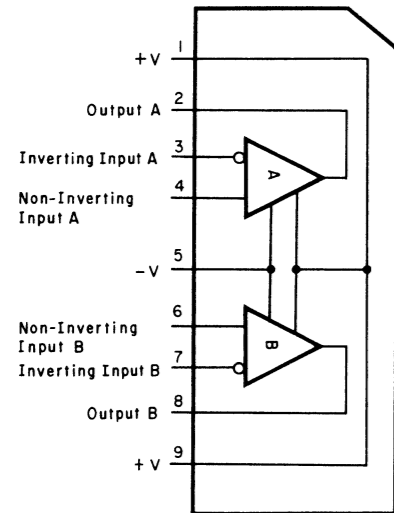 1
+V
2
Output A
3
Inverting Input A
A
4
Non-Inverting
Input A
5
-V
6
Non-Inverting
Input B
7
Inverting Input B
B
8
Output B
9
+V